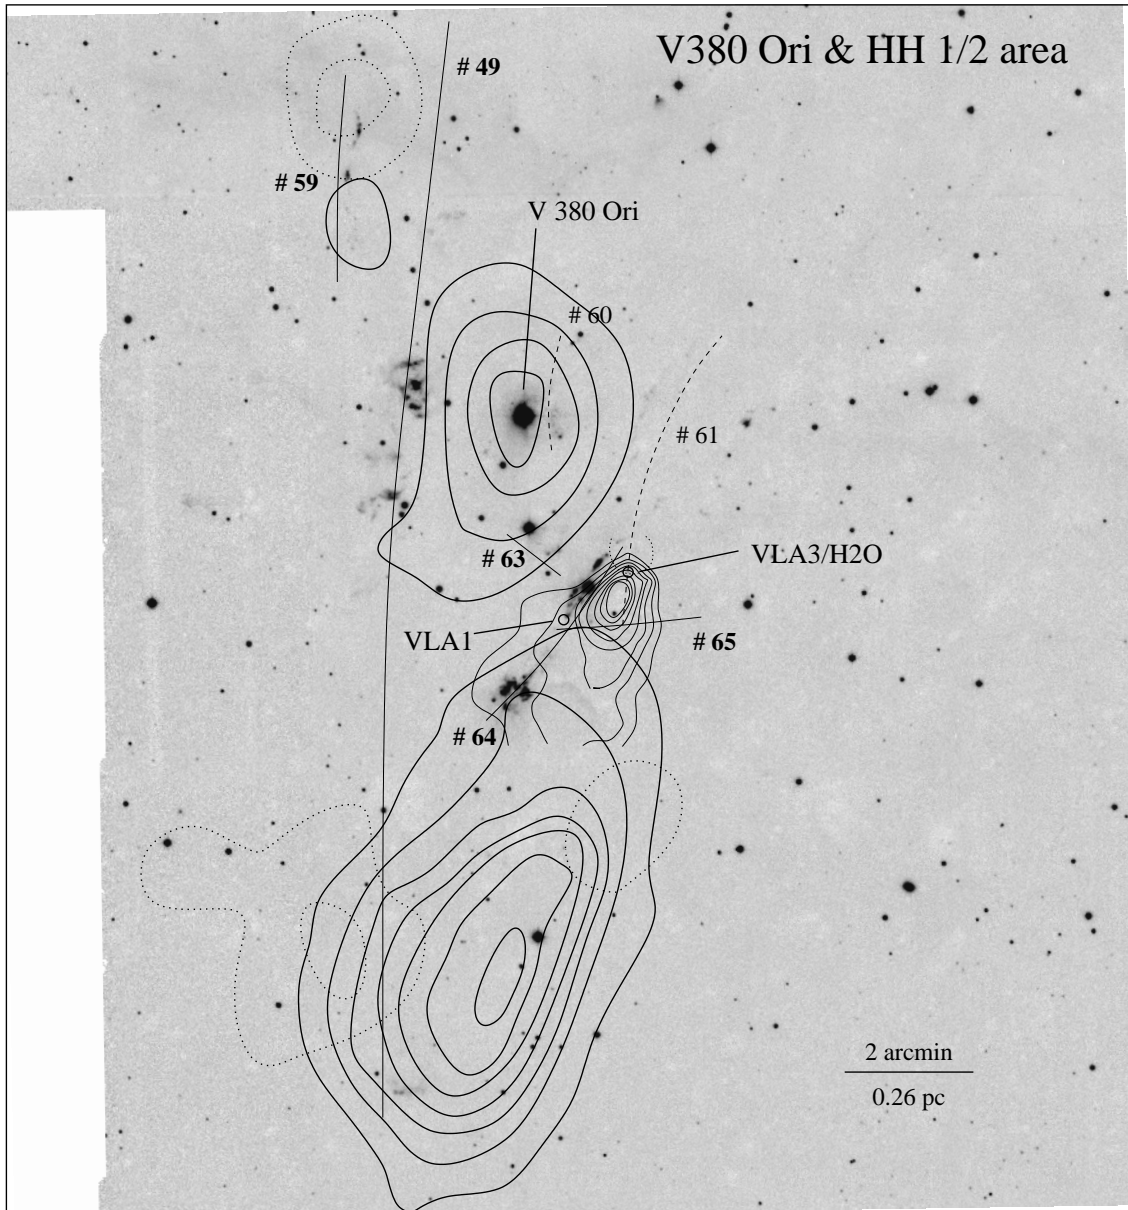 V380 Ori & HH 1/2 area
# 49
# 59
V 380 Ori
# 60
# 61
# 63
VLA3/H2O
VLA1
# 65
# 64
2 arcmin
0.26 pc